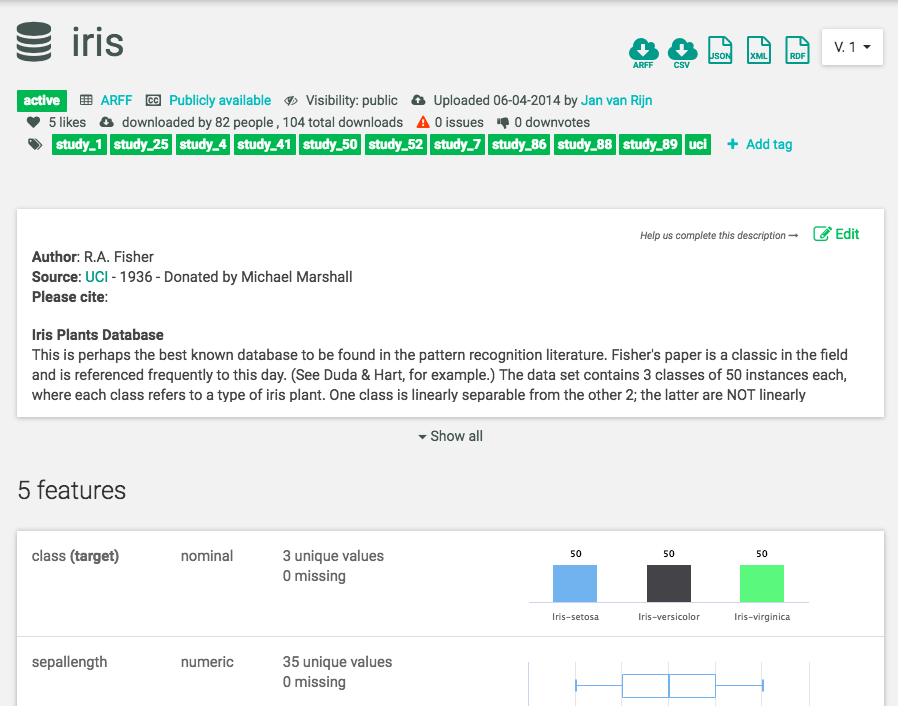 iris
ARFF CSV JSON XML RDF V. 1
active ARFF CC Publicly available Visibility: public Uploaded 06-04-2014 by Jan van Rijn
5 likes downloaded by 82 people , 104 total downloads 0 issues 0 downvotes
study_1 study_25 study_4 study_41 study_50 study_52 study_7 study_86 study_88 study_89 uci + Add tag
Help us complete this description→ Edit
Author: R.A. Fisher
Source: UCI - 1936 - Donated by Michael Marshall
Please cite:
Iris Plants Database
This is perhaps the best known database to be found in the pattern recognition literature. Fisher's paper is a classic in the field
and is referenced frequently to this day. (See Duda & Hart, for example.) The data set contains 3 classes of 50 instances each,
where each class refers to a type of iris plant. One class is linearly separable from the other 2; the latter are NOT linearly
Show all
5 features
class (target) nominal 3 unique values
0 missing
50 50 50
Iris-setosa Iris-versicolor Iris-virginica
sepallength numeric 35 unique values
0 missing